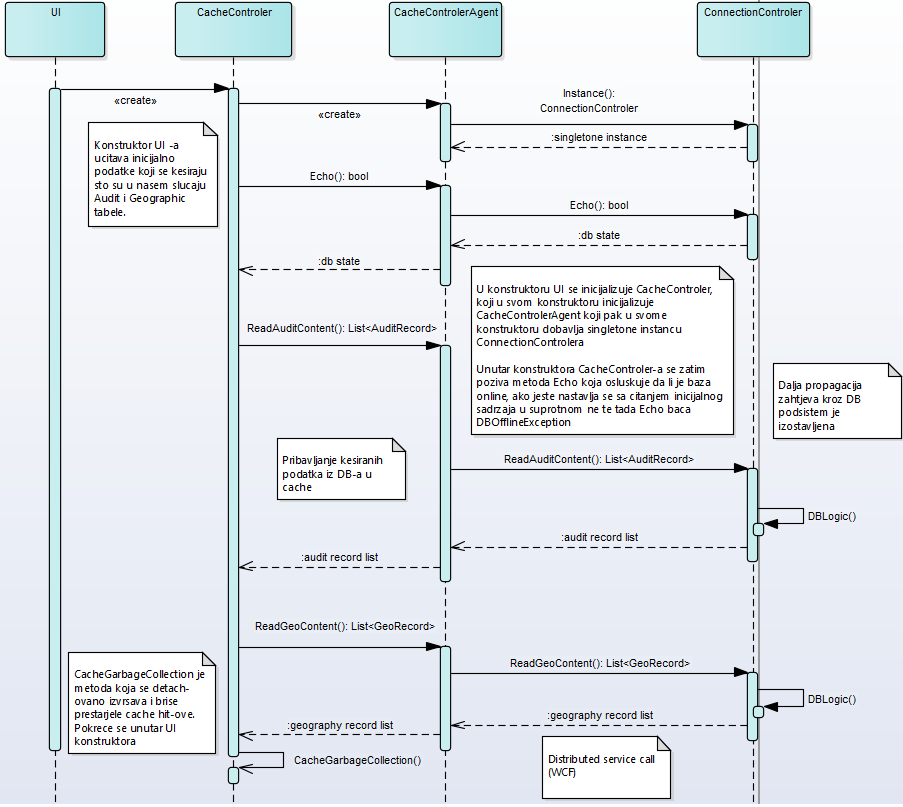 UI
CacheControler
CacheControlerAgent
ConnectionControler
«create»
«create»
Instance():
ConnectionControler
:singletone instance
Konstruktor UI -a
ucitava inicijalno
podatke koji se kesiraju
sto su u nasem slucaju
Audit i Geographic
tabele.
Echo(): bool
Echo(): bool
:db state
:db state
U konstruktoru UI se inicijalizuje CacheControler,
koji u svom konstruktoru inicijalizuje
CacheControlerAgent koji pak u svome
konstruktoru dobavlja singletone instancu
ConnectionControlera
Unutar konstruktora CacheControler-a se zatim
poziva metoda Echo koja osluskuje da li je baza
online, ako jeste nastavlja se sa citanjem inicijalnog
sadrzaja u suprotnom ne te tada Echo baca
DBOfflineException
ReadAuditContent(): List<AuditRecord>
Dalja propagacija
zahtjeva kroz DB
podsistem je
izostavljena
Pribavljanje kesiranih
podatka iz DB-a u
cache
ReadAuditContent(): List<AuditRecord>
DBLogic()
:audit record list
:audit record list
ReadGeoContent(): List<GeoRecord>
ReadGeoContent(): List<GeoRecord>
CacheGarbageCollection je
metoda koja se detach-
ovano izvrsava i brise
prestarjele cache hit-ove.
Pokrece se unutar UI
konstruktora
DBLogic()
:geography record list
:geography record list
CacheGarbageCollection()
Distributed service call
(WCF)